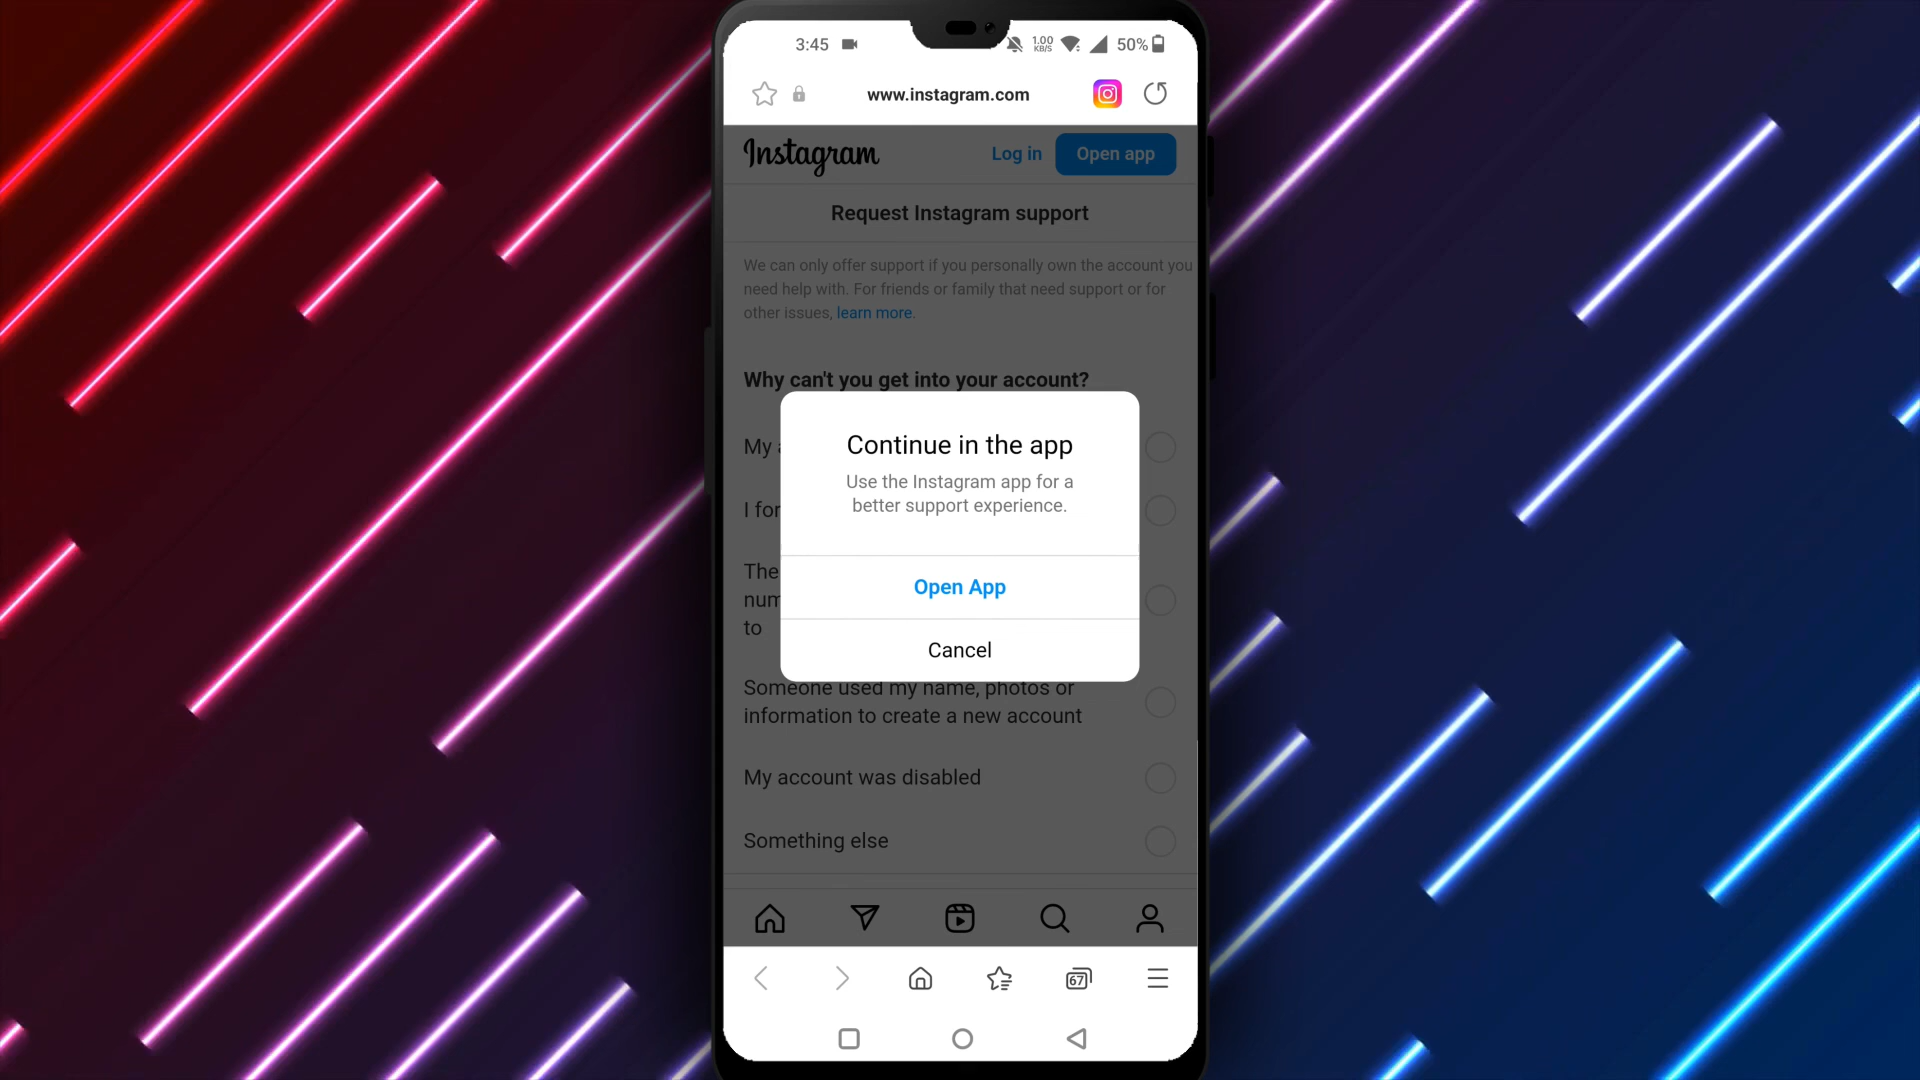 3:45
1.00
KB/S
50%
www.instagram.com
Instagram
Log in
Open app
Request Instagram support
We can only offer support if you personally own the account you
need help with. For friends or family that need support or for
other issues, learn more.
Why can't you get into your account?
My
I for
The
num
to
Continue in the app
Use the Instagram app for a
better support experience.
Open App
Cancel
Someone used my name, photos or
information to create a new account
My account was disabled
Something else
67